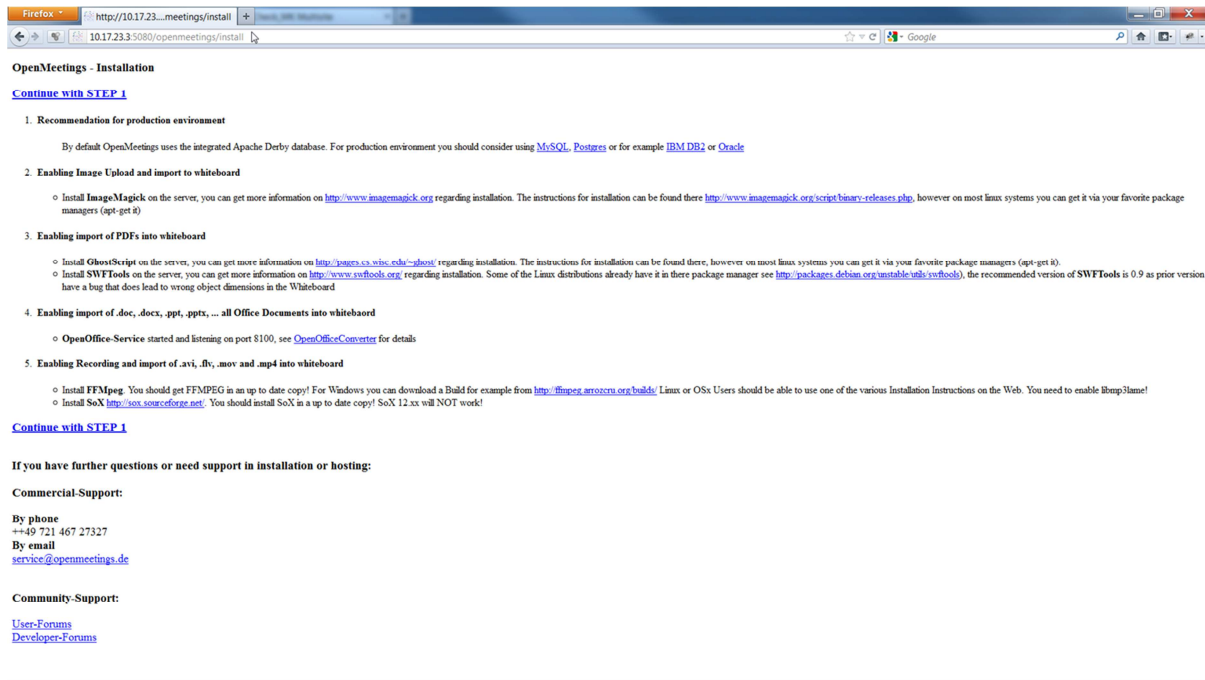 Firefox
http://10.17.23....meetings/install
10.17.23.3:5080/openmeetings/install
Google
OpenMeetings - Installation
Continue with STEP 1
1. Recommendation for production environment
By default OpenMeetings uses the integrated Apache Derby database. For production environment you should consider using MySQL, Postgres or for example IBM DB2 or Oracle
2. Enabling Image Upload and import to whiteboard
Install ImageMagick on the server, you can get more information on http://www.imagemagick.org regarding installation. The instructions for installation can be found there http://www.imagemagick.org/script/binary-releases.php, however on most linux systems you can get it via your favorite package
managers (apt-get it)
3. Enabling import of PDFs into whiteboard
Install GhostScript on the server, you can get more information on http://pages.cs.wisc.edu/~ghost/ regarding installation. The instructions for installation can be found there, however on most linux systems you can get it via your favorite package managers (apt-get it).
Install SWFTools on the server, you can get more information on http://www.swftools.org/ regarding installation. Some of the Linux distributions already have it in there package manager see http://packages.debian.org/unstable/utils/swftools), the recommended version of SWFTools is 0.9 as prior version
have a bug that does lead to wrong object dimensions in the Whiteboard
4. Enabling import of .doc, .docx, .ppt, .pptx, ... all Office Documents into whitebaord
OpenOffice-Service started and listening on port 8100, see OpenOfficeConverter for details
5. Enabling Recording and import of .avi, .flv, .mov and .mp4 into whiteboard
Install FFMpeg. You should get FFMPEG in an up to date copy! For Windows you can download a Build for example from http://ffmpeg.arrozcru.org/builds/ Linux or OSx Users should be able to use one of the various Installation Instructions on the Web. You need to enable libmp3lame!
Install SoX http://sox.sourceforge.net/. You should install SoX in a up to date copy! SoX 12.xx will NOT work!
Continue with STEP 1
If you have further questions or need support in installation or hosting:
Commercial-Support:
By phone
++49 721 467 27327
By email
service@openmeetings.de
Community-Support:
User-Forums
Developer-Forums